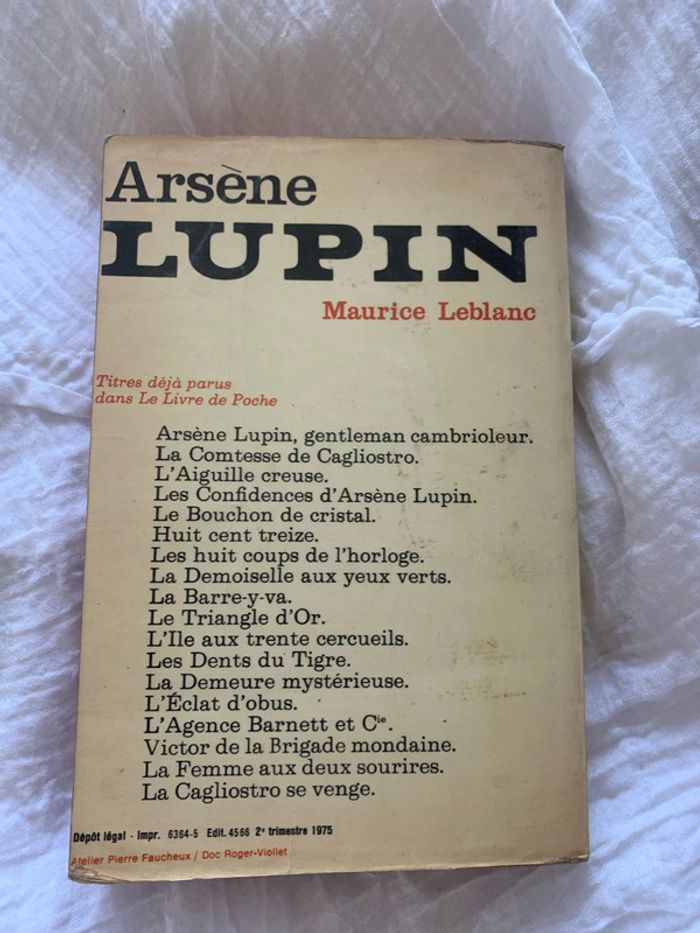 Arsène
LUPIN
Maurice Leblanc
Titres déjà parus
dans Le Livre de Poche
Arsène Lupin, gentleman cambrioleur.
La Comtesse de Cagliostro.
L'Aiguille creuse.
Les Confidences d'Arsène Lupin.
Le Bouchon de cristal.
Huit cent treize.
Les huit coups de l'horloge.
La Demoiselle aux yeux verts.
La Barre-y-va.
Le Triangle d'Or.
L'Ile aux trente cercueils.
Les Dents du Tigre.
La Demeure mystérieuse.
L'Éclat d'obus.
L'Agence Barnett et Cie.
Victor de la Brigade mondaine.
La Femme aux deux sourires.
La Cagliostro se venge.
Dépôt légal - Impr. 6364-5 Edit. 4566 2e trimestre 1975
Atelier Pierre Faucheux / Doc Roger-Viollet